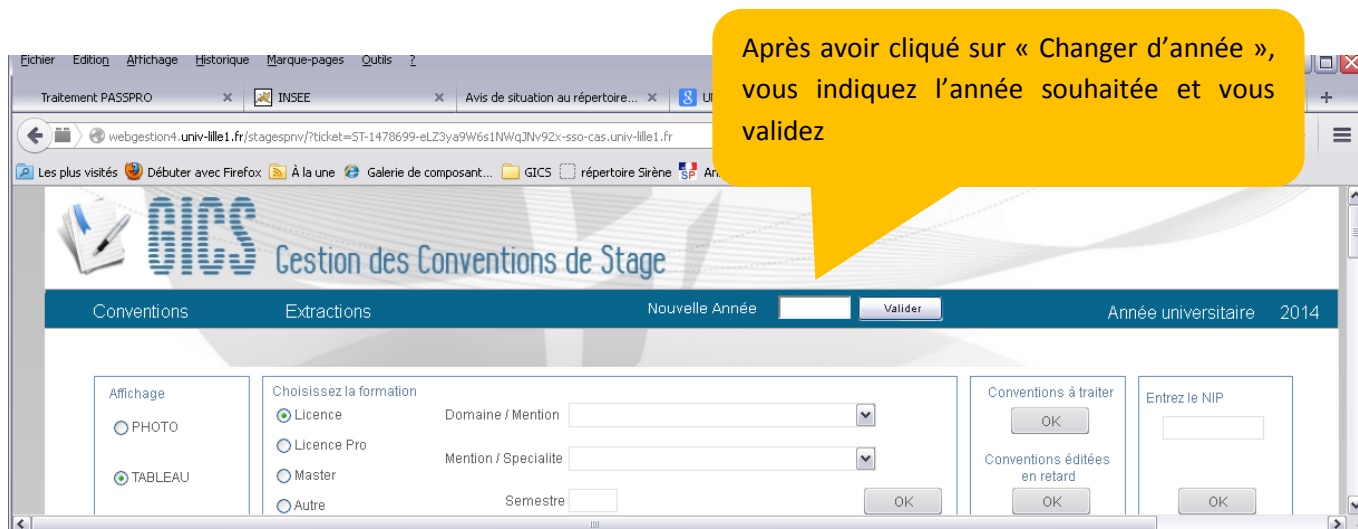 Après avoir cliqué sur « Changer d’année »,
vous indiquez l’année souhaitée et vous
validez
Fichier Edition Affichage Historique Marque-pages Outils ?
Traitement PASSPRO INSEE Avis de situation au répertoire...
webgestion4.univ-lille1.fr/stagespnv/?ticket=ST-1478699-eLZ3ya9W6s1NWqJNv92x-sso-cas.univ-lille1.fr
Les plus visités Débuter avec Firefox À la une Galerie de composant... GICS répertoire Sirène
GICS Gestion des Conventions de Stage
Conventions Extractions Nouvelle Année Valider Année universitaire 2014
Affichage
PHOTO
TABLEAU
Choisissez la formation
Licence
Licence Pro
Master
Autre
Domaine / Mention
Mention / Specialite
Semestre
OK
Conventions à traiter
OK
Conventions éditées
en retard
OK
Entrez le NIP
OK